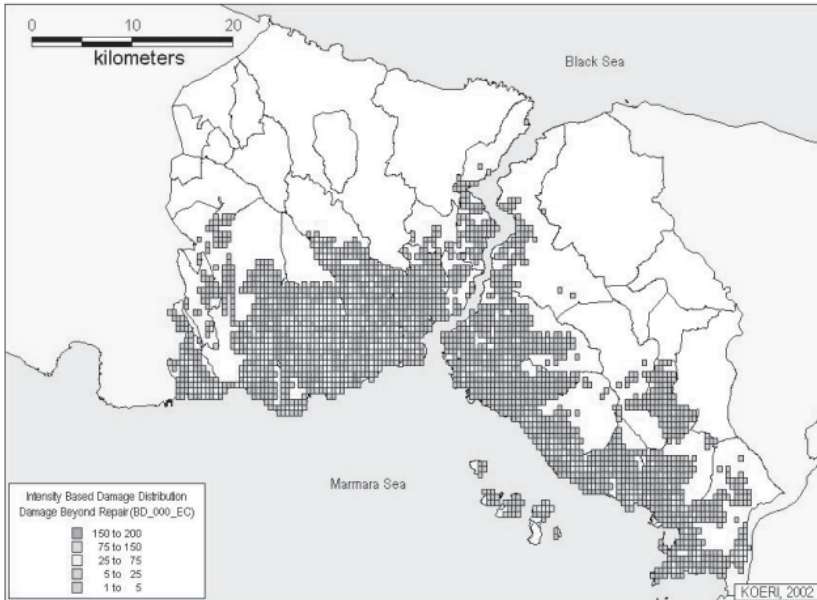 0 10 20
kilometers
Black Sea
Marmara Sea
Intensity Based Damage Distribution
Damage Beyond Repair(BD_000_EC)
150 to 200
75 to 150
25 to 75
5 to 25
1 to 5
KOERI, 2002